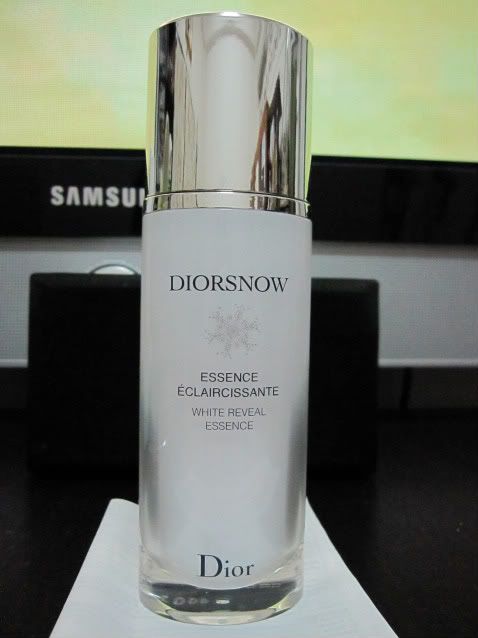 SAMSU
DIORSNOW
ESSENCE
ÉCLAIRCISSANTE
WHITE REVEAL
ESSENCE
Dior